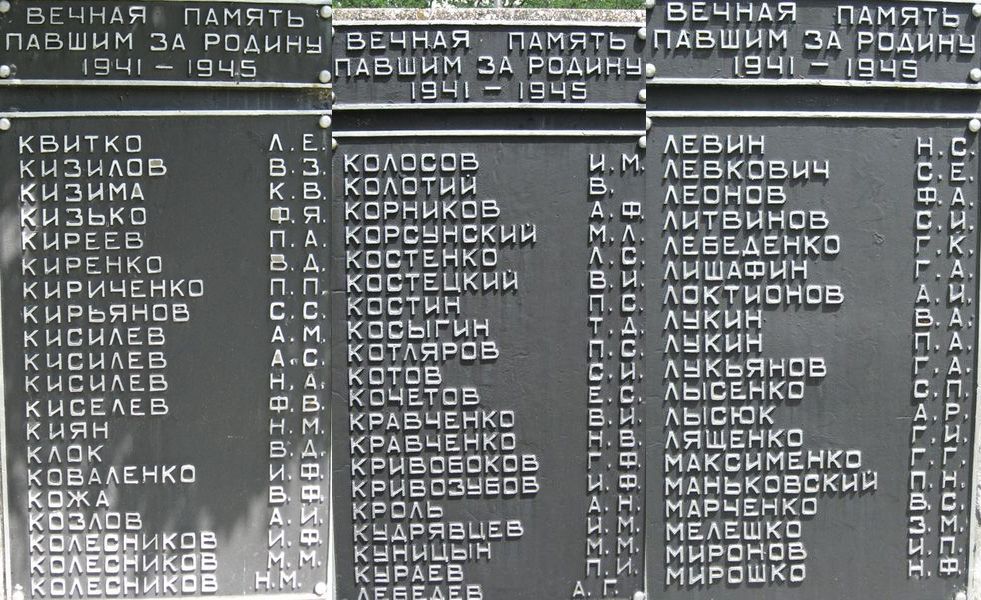 ВЕЧНАЯ ПАМЯТЬ
ПАВШИМ ЗА РОДИНУ
1941 – 1945
КВИТКО Л.Е.
КИЗИЛОВ В.З.
КИЗИМА К.В.
КИЗЬКО Ф.Я.
КИРЕЕВ П.А.
КИРЕНКО В.Д.
КИРИЧЕНКО П.П.
КИРЬЯНОВ С.С.
КИСИЛЕВ А.М.
КИСИЛЕВ А.С.
КИСИЛЕВ Н.А.
КИСЕЛЕВ Ф.В.
КИЯН Н.М.
КЛОК В.Д.
КОВАЛЕНКО И.Ф.
КОЖА В.Ф.
КОЗЛОВ А.И.
КОЛЕСНИКОВ И.Ф.
КОЛЕСНИКОВ М.М.
КОЛЕСНИКОВ Н.М.
ВЕЧНАЯ ПАМЯТЬ
ПАВШИМ ЗА РОДИНУ
1941 – 1945
КОЛОСОВ И.М.
КОЛОТИЙ В.
КОРНИКОВ А.Ф.
КОРСУНСКИЙ М.Л.
КОСТЕНКО Л.С.
КОСТЕЦКИЙ В.И.
КОСТИН П.С.
КОСЫГИН Т.Д.
КОТЛЯРОВ П.С.
КОТОВ С.И.
КОЧЕТОВ Е.С.
КРАВЧЕНКО В.И.
КРАВЧЕНКО Н.В.
КРИВОБОКОВ Г.Ф.
КРИВОЗУБОВ И.Ф.
КРОЛЬ А.Н.
КУДРЯВЦЕВ И.М.
КУНИЦЫН М.М.
КУРАЕВ П.И.
ЛЕБЕДЕВ А.Г.
ВЕЧНАЯ ПАМЯТЬ
ПАВШИМ ЗА РОДИНУ
1941 – 1945
ЛЕВИН Н.С.
ЛЕВКОВИЧ С.Е.
ЛЕОНОВ Ф.А.
ЛИТВИНОВ С.И.
ЛЕБЕДЕНКО Г.К.
ЛИШАФИН Г.А.
ЛОКТИОНОВ А.И.
ЛУКИН В.А.
ЛУКИН П.А.
ЛУКЬЯНОВ Г.А.
ЛЫСЕНКО С.П.
ЛЫСЮК А.Р.
ЛЯЩЕНКО Г.И.
МАКСИМЕНКО Г.Г.
МАНЬКОВСКИЙ П.Н.
МАРЧЕНКО В.С.
МЕЛЕШКО З.М.
МИРОНОВ И.П.
МИРОШКО Н.Ф.